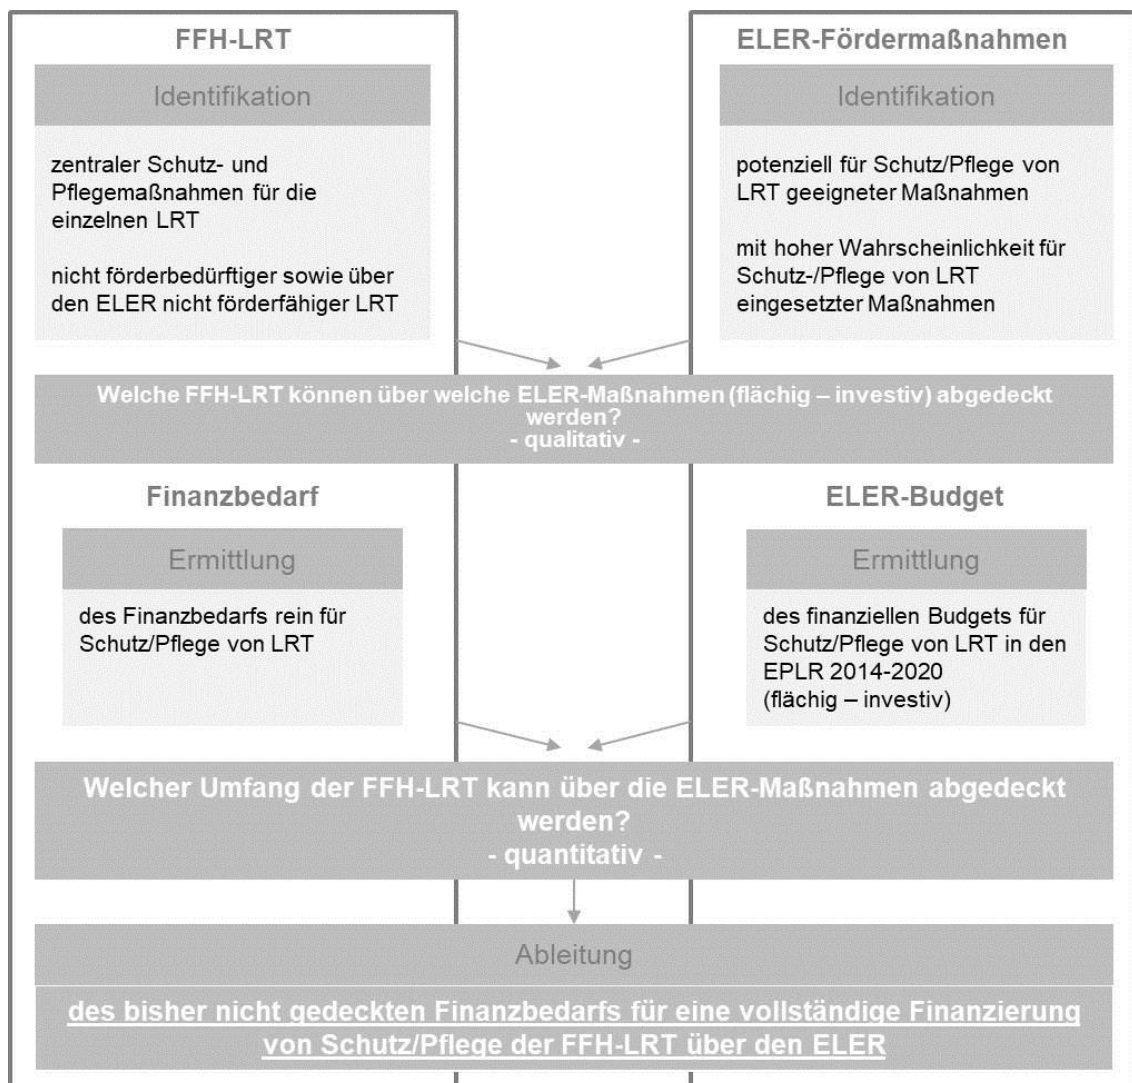 FFH-LRT
Identifikation
zentraler Schutz- und
Pflegemaßnahmen für die
einzelnen LRT
nicht förderbedürftiger sowie über
den ELER nicht förderfähiger LRT
ELER-Fördermaßnahmen
Identifikation
potenziell für Schutz/Pflege von
LRT geeigneter Maßnahmen
mit hoher Wahrscheinlichkeit für
Schutz-/Pflege von LRT
eingesetzter Maßnahmen
Welche FFH-LRT können über welche ELER-Maßnahmen (flächig – investiv) abgedeckt
werden?
- qualitativ -
Finanzbedarf
Ermittlung
des Finanzbedarfs rein für
Schutz/Pflege von LRT
ELER-Budget
Ermittlung
des finanziellen Budgets für
Schutz/Pflege von LRT in den
EPLR 2014-2020
(flächig – investiv)
Welcher Umfang der FFH-LRT kann über die ELER-Maßnahmen abgedeckt
werden?
- quantitativ -
Ableitung
des bisher nicht gedeckten Finanzbedarfs für eine vollständige Finanzierung
von Schutz/Pflege der FFH-LRT über den ELER